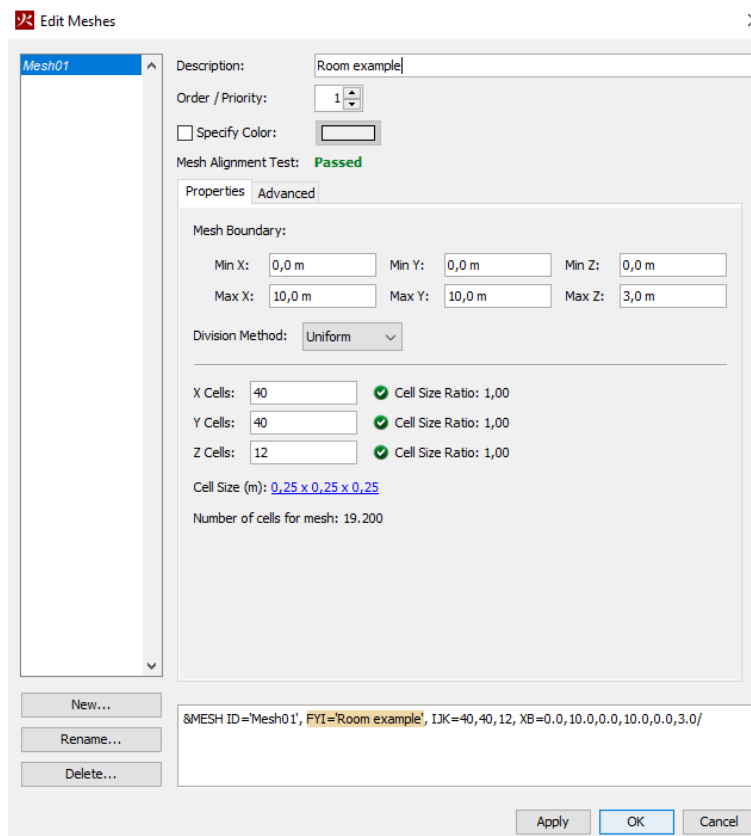 火 Edit Meshes
Mesh01
Description: Room example
Order / Priority: 1
Specify Color:
Mesh Alignment Test: Passed
Properties Advanced
Mesh Boundary:
Min X: 0,0 m Min Y: 0,0 m Min Z: 0,0 m
Max X: 10,0 m Max Y: 10,0 m Max Z: 3,0 m
Division Method: Uniform
X Cells: 40 Cell Size Ratio: 1,00
Y Cells: 40 Cell Size Ratio: 1,00
Z Cells: 12 Cell Size Ratio: 1,00
Cell Size (m): 0,25 x 0,25 x 0,25
Number of cells for mesh: 19.200
New...
Rename...
Delete...
&MESH ID='Mesh01', FYI='Room example', IJK=40,40,12, XB=0.0,10.0,0.0,10.0,0.0,3.0/
Apply OK Cancel